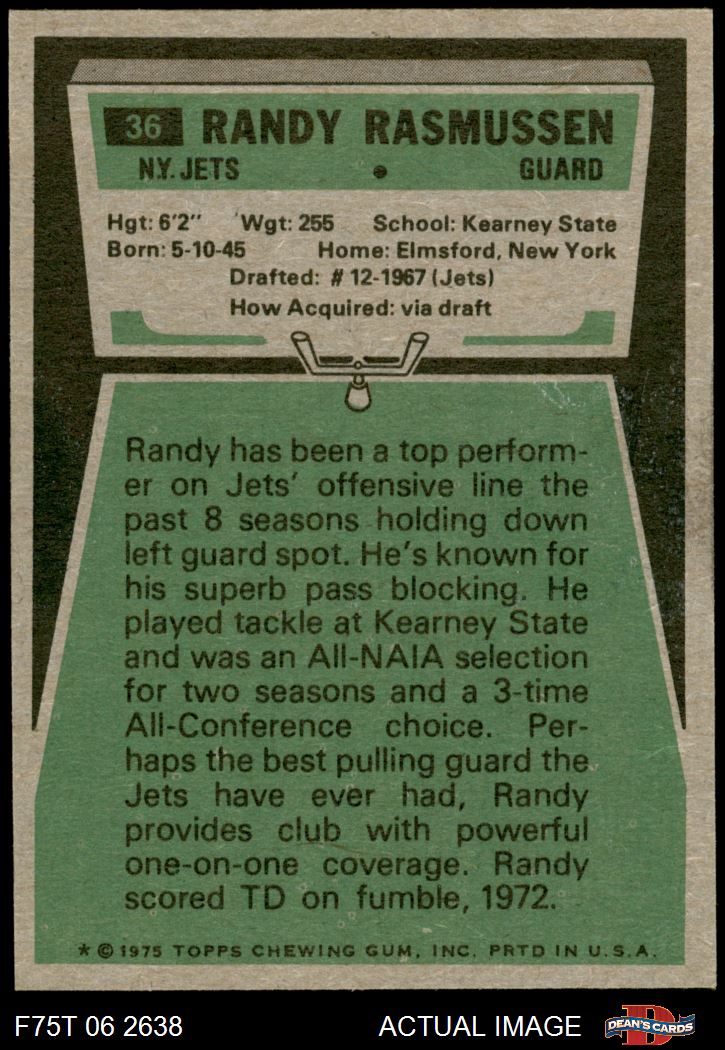 36 RANDY RASMUSSEN
N.Y. JETS • GUARD
Hgt: 6'2" Wgt: 255 School: Kearney State
Born: 5-10-45 Home: Elmsford, New York
Drafted: # 12-1967 (Jets)
How Acquired: via draft
Randy has been a top perform-
er on Jets' offensive line the
past 8 seasons holding down
left guard spot. He's known for
his superb pass blocking. He
played tackle at Kearney State
and was an All-NAIA selection
for two seasons and a 3-time
All-Conference choice. Per-
haps the best pulling guard the
Jets have ever had, Randy
provides club with powerful
one-on-one coverage. Randy
scored TD on fumble, 1972.
* © 1975 TOPPS CHEWING GUM, INC. PRTD IN U.S.A.
F75T 06 2638 ACTUAL IMAGE D DEAN'S CARDS